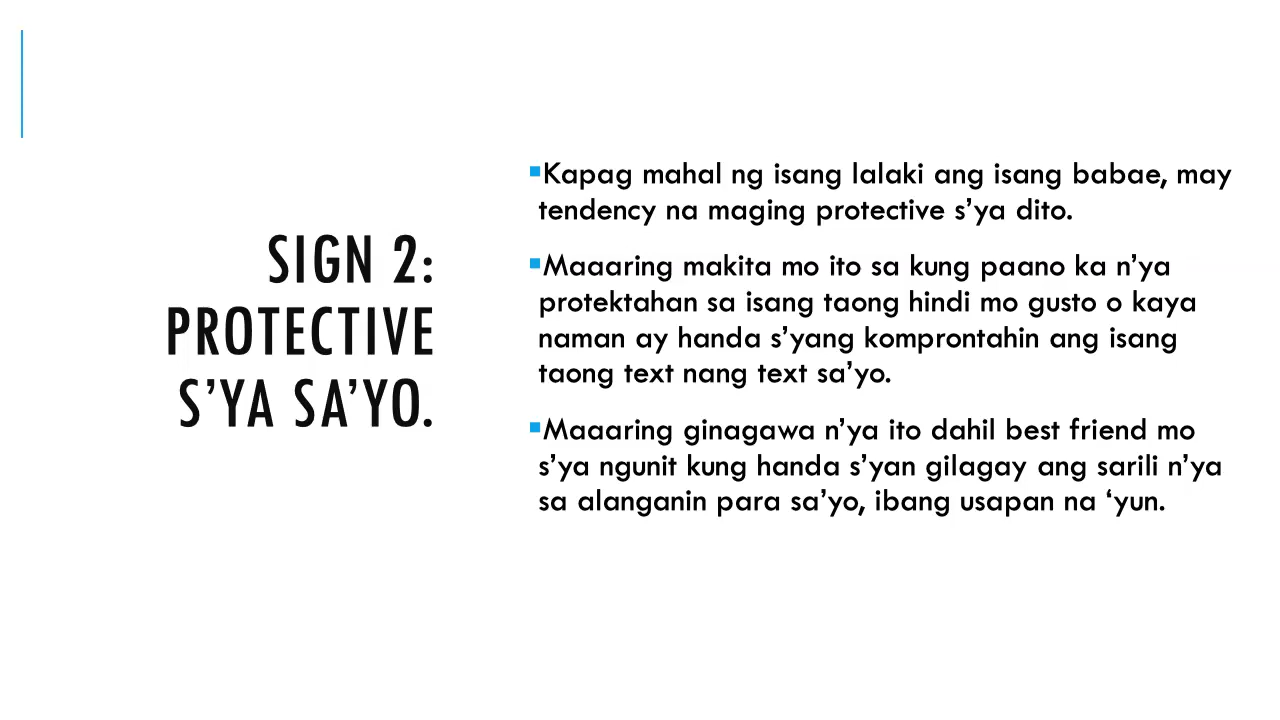 SIGN 2:
PROTECTIVE
S’YA SA’YO.
▪Kapag mahal ng isang lalaki ang isang babae, may
tendency na maging protective s’ya dito.
▪Maaaring makita mo ito sa kung paano ka n’ya
protektahan sa isang taong hindi mo gusto o kaya
naman ay handa s’yang komprontahin ang isang
taong text nang text sa’yo.
▪Maaaring ginagawa n’ya ito dahil best friend mo
s’ya ngunit kung handa s’yan gilagay ang sarili n’ya
sa alanganin para sa’yo, ibang usapan na ‘yun.